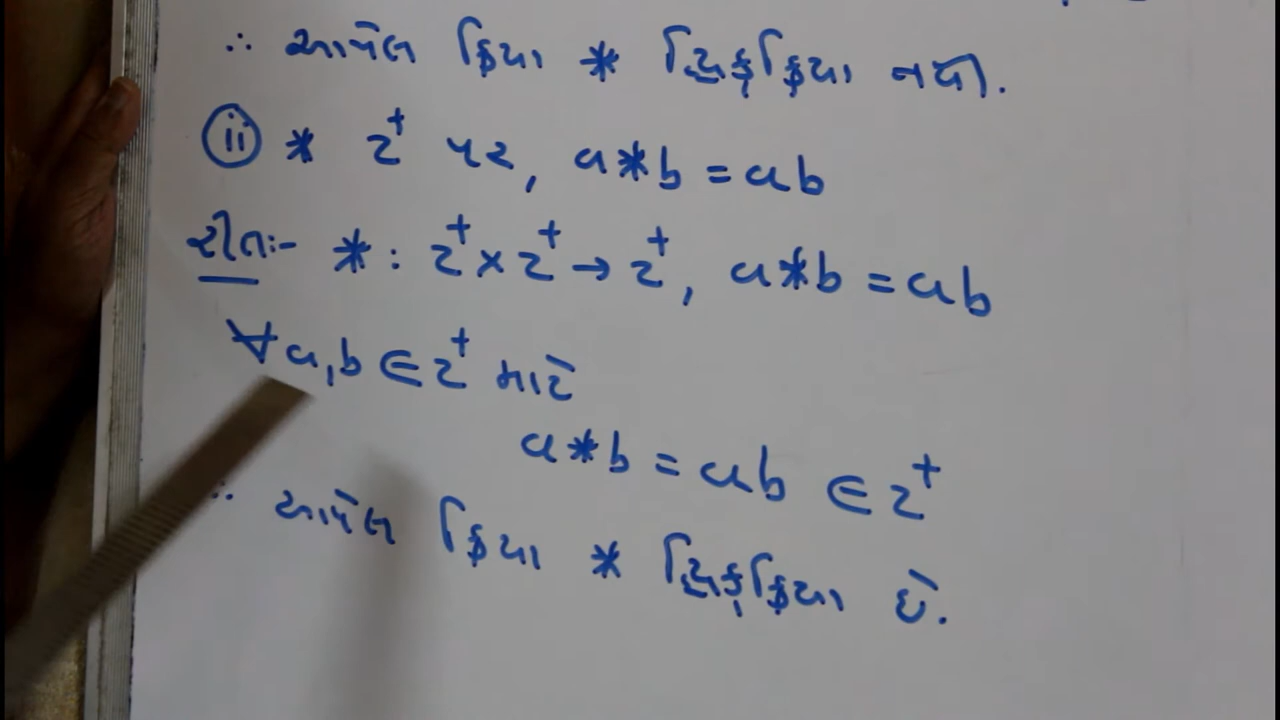 ∴ આપેલ ક્રિયા * દ્વિક્ક્રિયા નથી.
(ii) * Z⁺ પર, a*b = ab
રીત:- * : Z⁺ × Z⁺ → Z⁺, a*b = ab
∀ a,b ∈ Z⁺ માટે
a*b = ab ∈ Z⁺
∴ આપેલ ક્રિયા * દ્વિક્ક્રિયા છે.